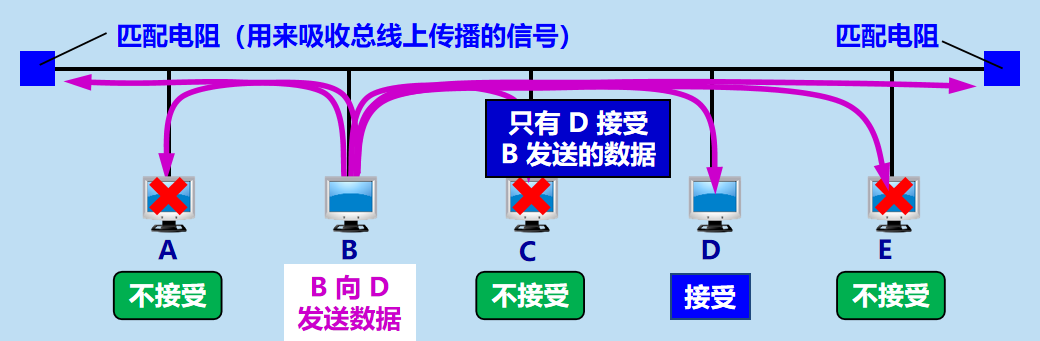 匹配电阻（用来吸收总线上传播的信号）
匹配电阻
只有 D 接受
B 发送的数据
A
B
C
D
E
不接受
B 向 D
发送数据
不接受
接受
不接受